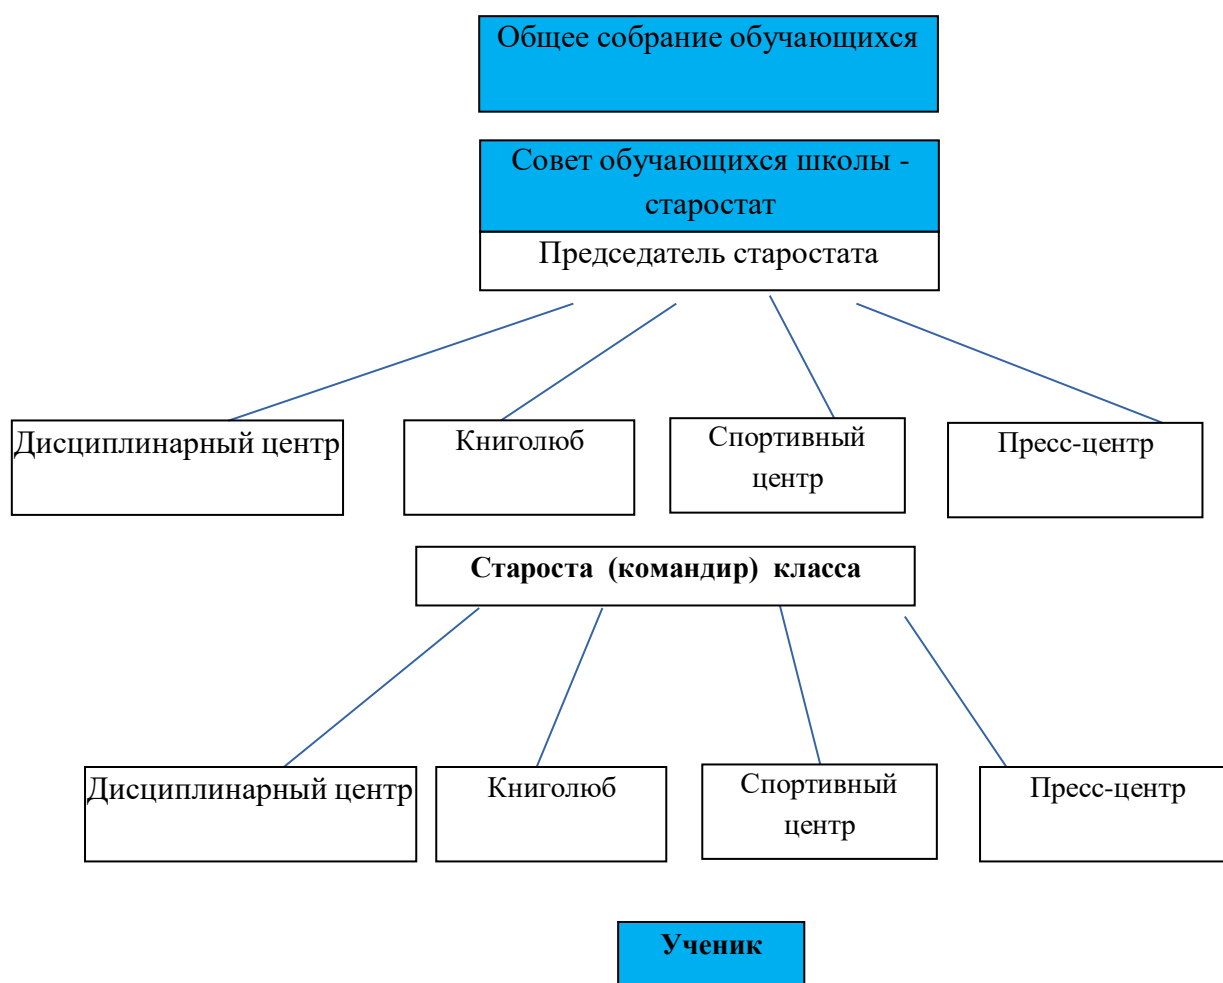 Общее собрание обучающихся
Совет обучающихся школы -
старостат
Председатель старостата
Дисциплинарный центр
Книголюб
Спортивный
центр
Пресс-центр
Староста (командир) класса
Дисциплинарный центр
Книголюб
Спортивный
центр
Пресс-центр
Ученик